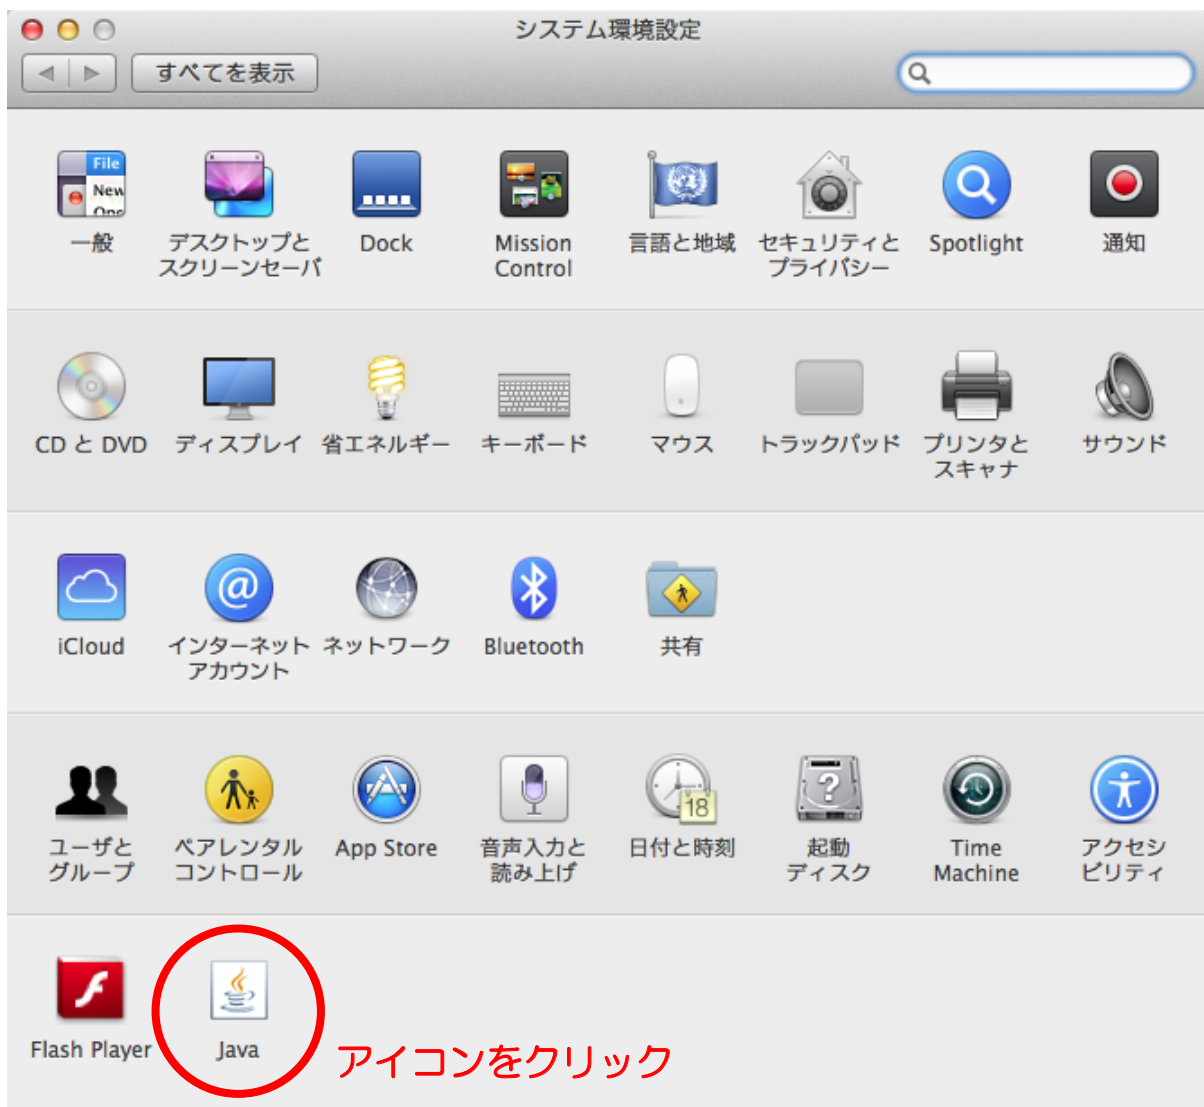 システム環境設定
すべてを表示
File
New
Ope
一般
デスクトップと
スクリーンセーバ
Dock
Mission
Control
言語と地域
セキュリティと
プライバシー
Spotlight
通知
CD と DVD
ディスプレイ
省エネルギー
キーボード
マウス
トラックパッド
プリンタと
スキャナ
サウンド
iCloud
インターネット
アカウント
ネットワーク
Bluetooth
共有
ユーザと
グループ
ペアレンタル
コントロール
App Store
音声入力と
読み上げ
18
日付と時刻
?
起動
ディスク
Time
Machine
アクセシ
ビリティ
Flash Player
Java
アイコンをクリック